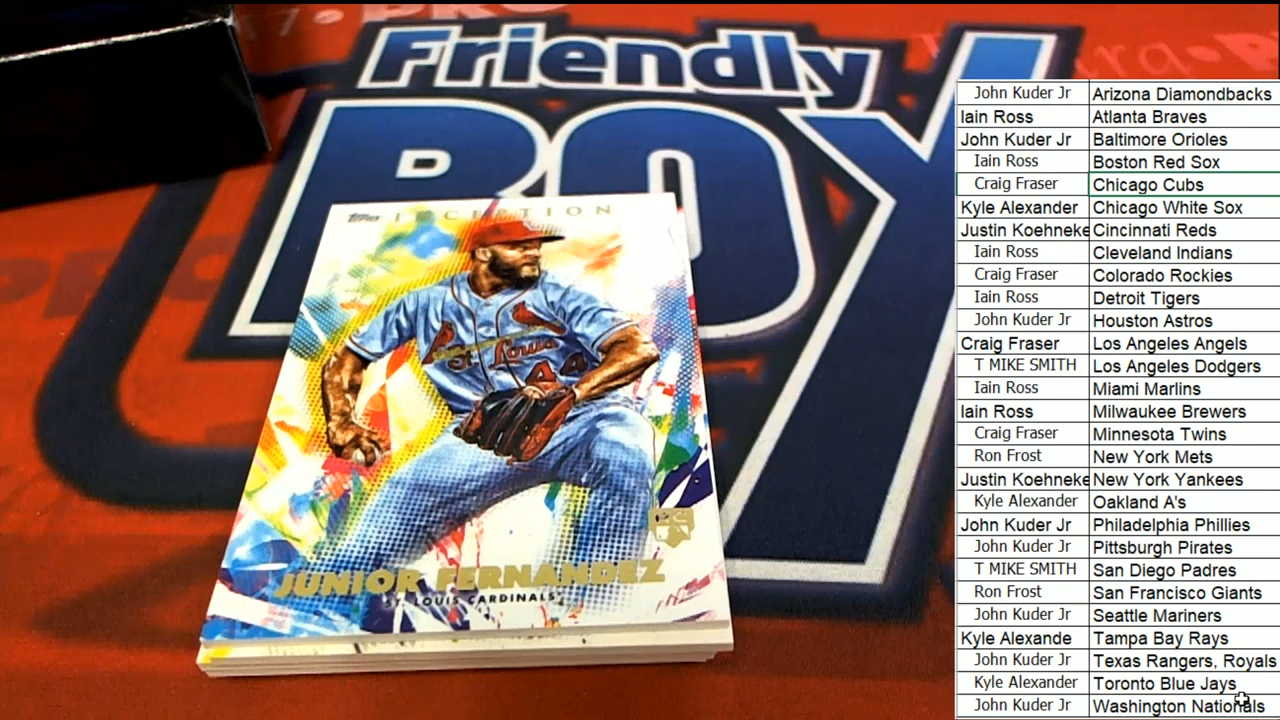 Friendly
BOY
Topps INCEPTION
St. Louis
44
JUNIOR FERNANDEZ
ST. LOUIS CARDINALS
John Kuder Jr Arizona Diamondbacks
Iain Ross Atlanta Braves
John Kuder Jr Baltimore Orioles
Iain Ross Boston Red Sox
Craig Fraser Chicago Cubs
Kyle Alexander Chicago White Sox
Justin Koehneke Cincinnati Reds
Iain Ross Cleveland Indians
Craig Fraser Colorado Rockies
Iain Ross Detroit Tigers
John Kuder Jr Houston Astros
Craig Fraser Los Angeles Angels
T MIKE SMITH Los Angeles Dodgers
Iain Ross Miami Marlins
Iain Ross Milwaukee Brewers
Craig Fraser Minnesota Twins
Ron Frost New York Mets
Justin Koehneke New York Yankees
Kyle Alexander Oakland A's
John Kuder Jr Philadelphia Phillies
John Kuder Jr Pittsburgh Pirates
T MIKE SMITH San Diego Padres
Ron Frost San Francisco Giants
John Kuder Jr Seattle Mariners
Kyle Alexande Tampa Bay Rays
John Kuder Jr Texas Rangers, Royals
Kyle Alexander Toronto Blue Jays
John Kuder Jr Washington Nationals